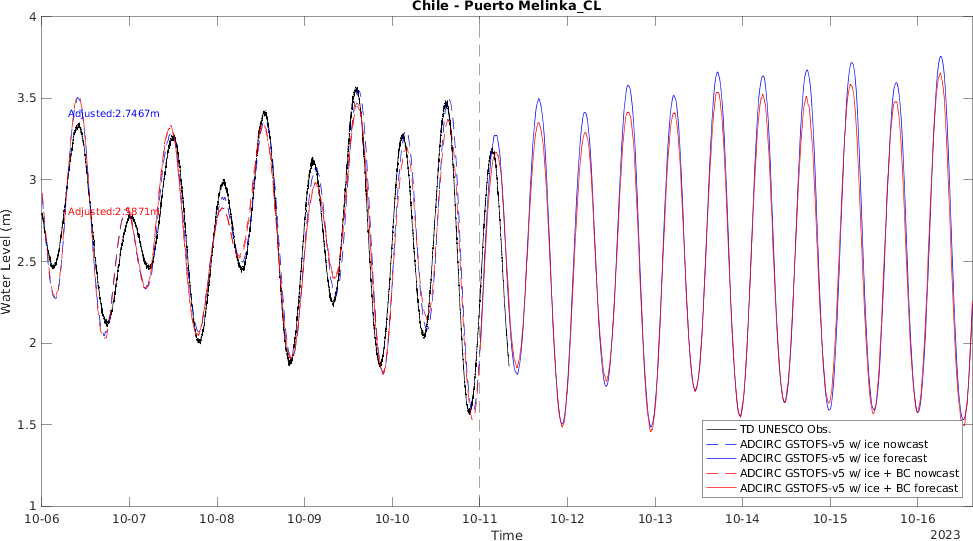 Chile - Puerto Melinka_CL
Water Level (m)
4
3.5
3
2.5
2
1.5
1
Adjusted:2.7467m
TD UNESCO Obs.
ADCIRC GSTOFS-v5 w/ ice nowcast
ADCIRC GSTOFS-v5 w/ ice forecast
ADCIRC GSTOFS-v5 w/ ice + BC nowcast
ADCIRC GSTOFS-v5 w/ ice + BC forecast
10-06
10-07
10-08
10-09
10-10
10-11
10-12
10-13
10-14
10-15
10-16
2023
Time